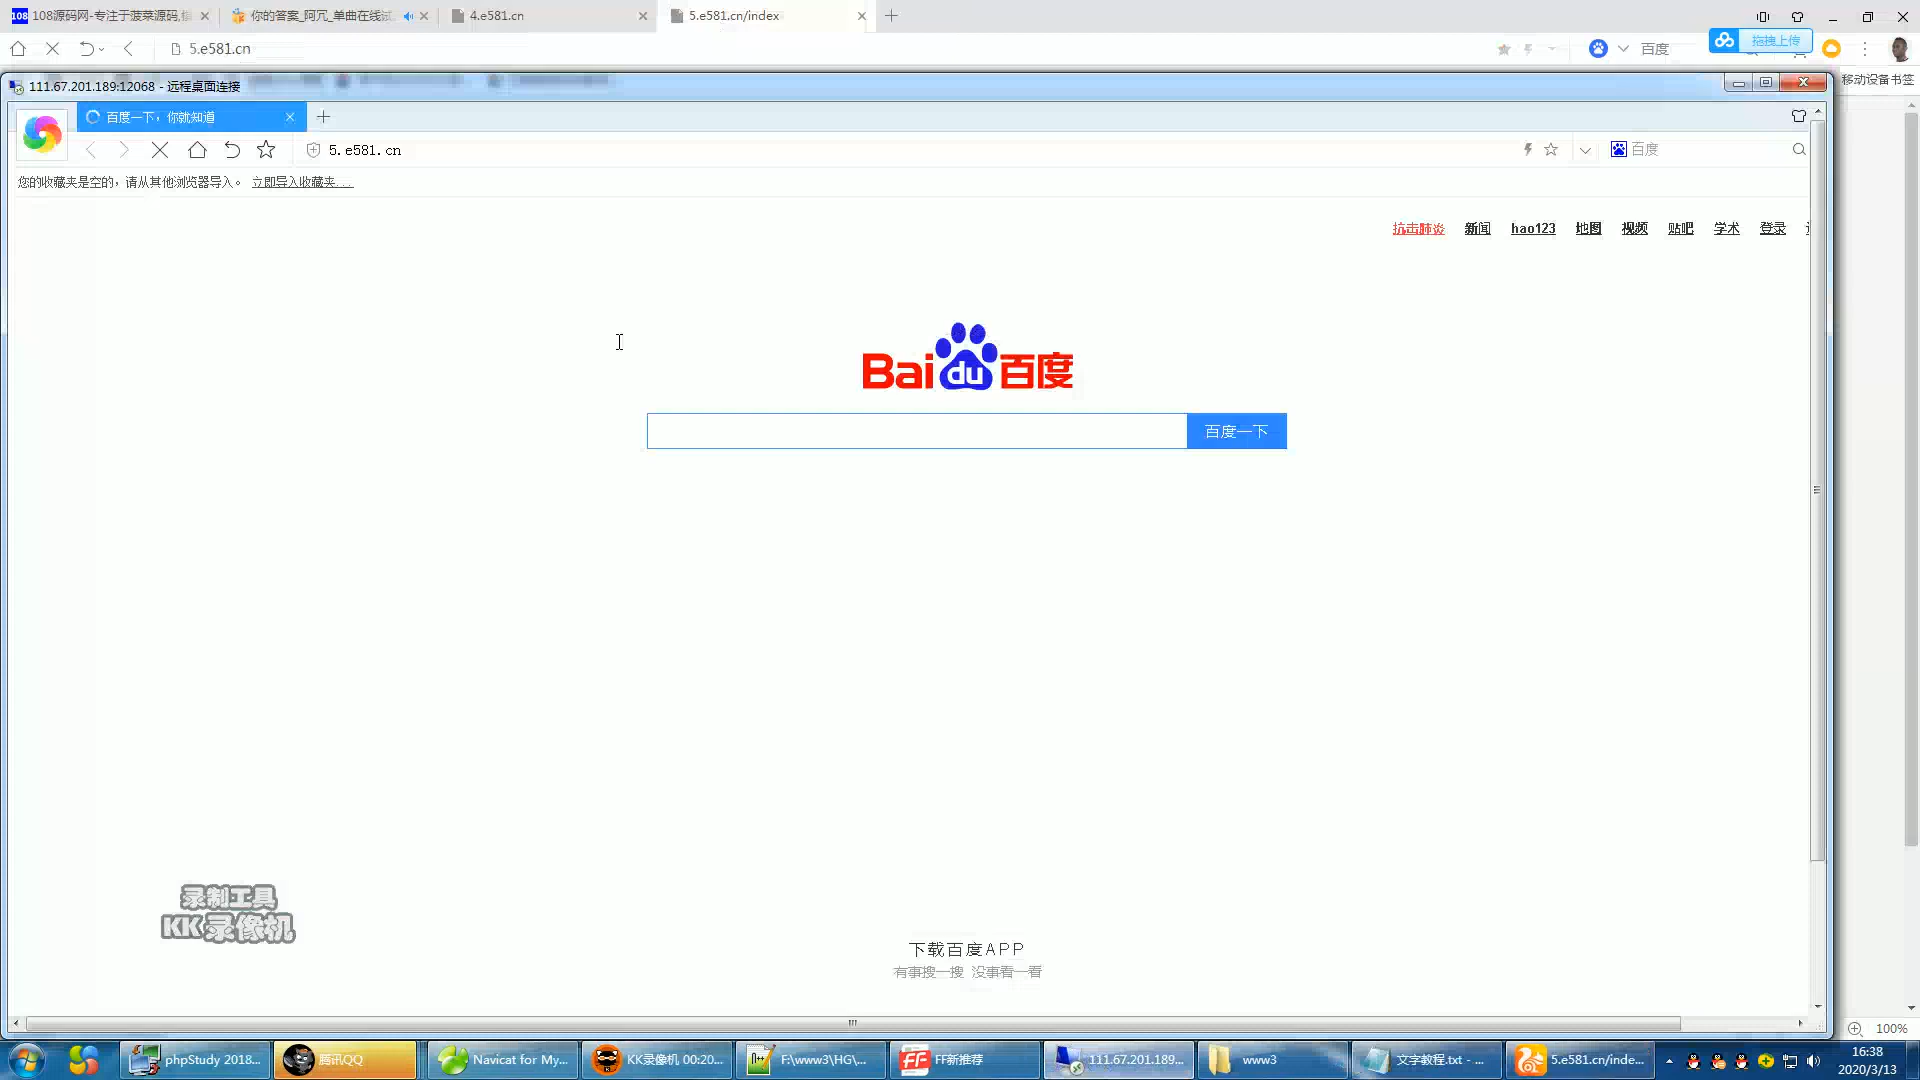 108源码网-专注于菠菜源码,
你的答案_阿冗_单曲在线试
4.e581.cn
5.e581.cn/index
5.e581.cn
百度
拖拽上传
移动设备书签
111.67.201.189:12068 - 远程桌面连接
百度一下，你就知道
5.e581.cn
百度
您的收藏夹是空的，请从其他浏览器导入。 立即导入收藏夹...
抗击肺炎 新闻 hao123 地图 视频 贴吧 学术 登录
Bai du 百度
百度一下
录制工具
KK录像机
下载百度APP
有事搜一搜 没事看一看
100%
phpStudy 2018...
腾讯QQ
Navicat for My...
KK录像机 00:20...
F:\www3\HG\...
FF新推荐
111.67.201.189...
www3
文字教程.txt - ...
5.e581.cn/inde...
16:38
2020/3/13